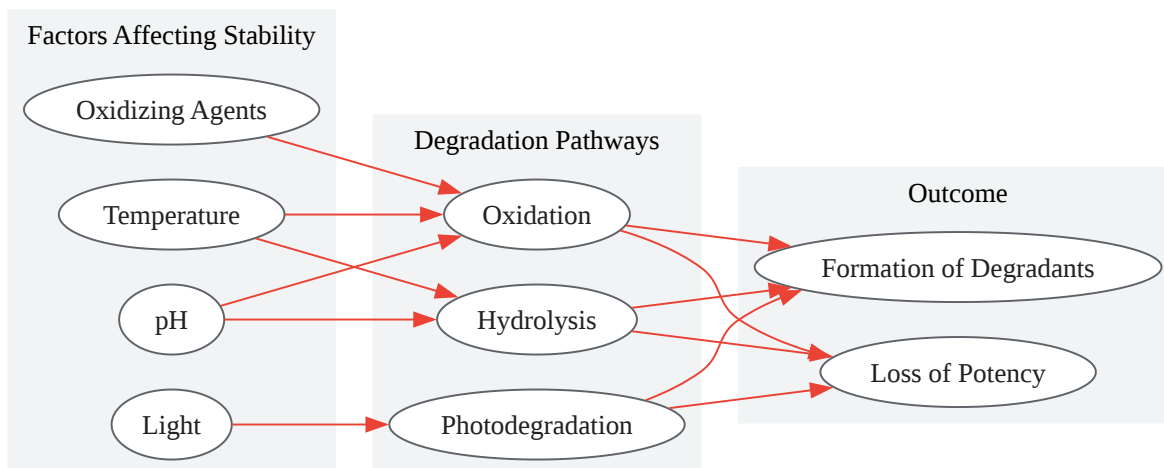 Factors Affecting Stability
Oxidizing Agents
Temperature
pH
Light
Degradation Pathways
Oxidation
Hydrolysis
Photodegradation
Outcome
Formation of Degradants
Loss of Potency